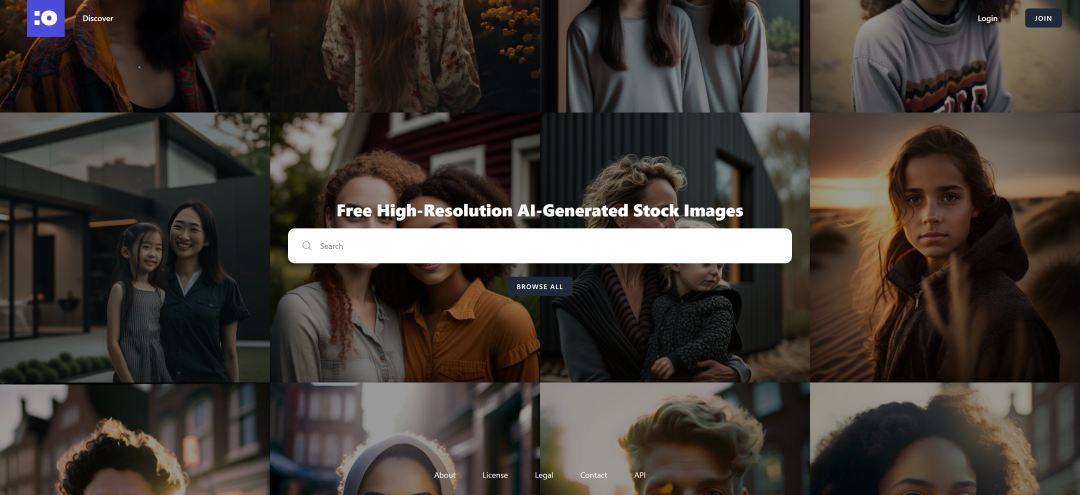 Discover
Login
JOIN
Free High-Resolution AI-Generated Stock Images
Search
BROWSE ALL
About
License
Legal
Contact
API